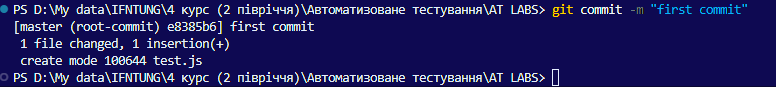 PS D:\My data\IFNTUNG\4 курс (2 півріччя)\Автоматизоване тестування\AT LABS> git commit -m "first commit"
[master (root-commit) e8385b6] first commit
 1 file changed, 1 insertion(+)
 create mode 100644 test.js
PS D:\My data\IFNTUNG\4 курс (2 півріччя)\Автоматизоване тестування\AT LABS>